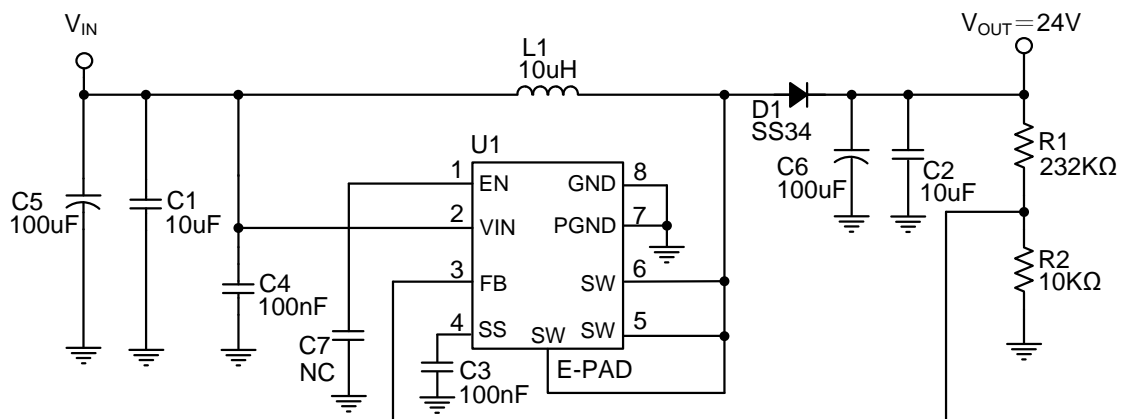 V_IN
V_OUT=24V
L1
10uH
D1
SS34
U1
1
EN
GND
8
2
VIN
PGND
7
3
FB
SW
6
4
SS
SW
SW
5
E-PAD
C5
100uF
C1
10uF
C4
100nF
C7
NC
C3
100nF
C6
100uF
C2
10uF
R1
232KΩ
R2
10KΩ